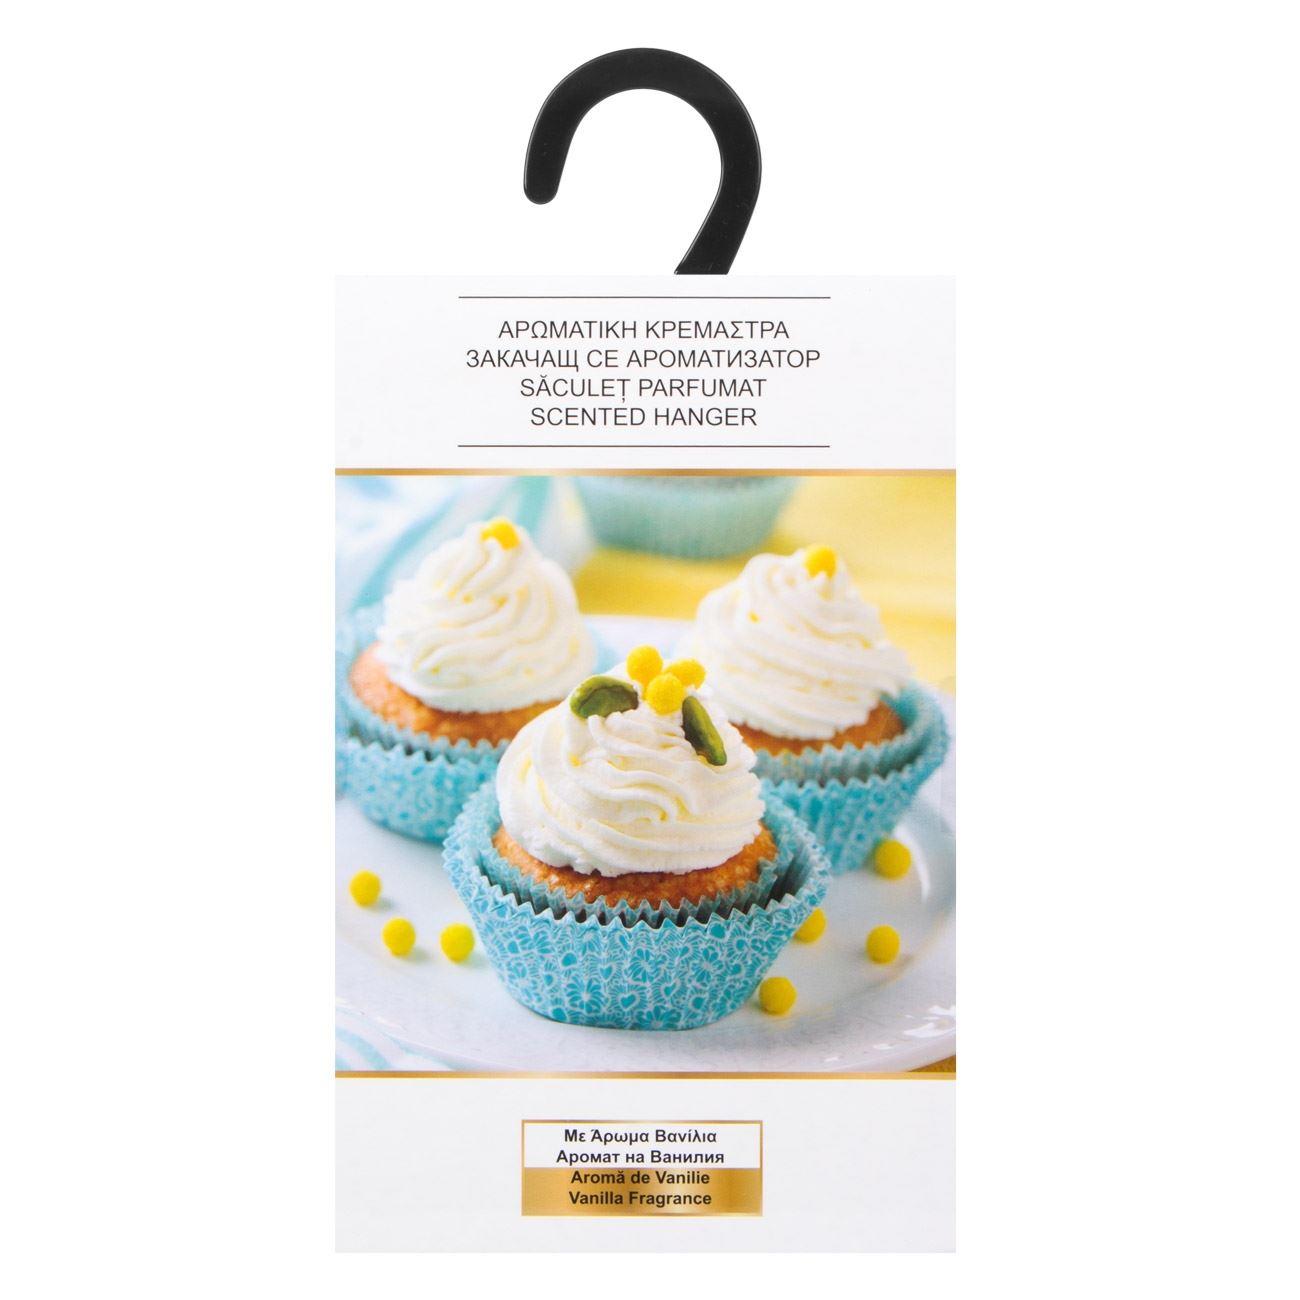 ΑΡΩΜΑΤΙΚΗ ΚΡΕΜΑΣΤΡΑ
ЗАКАЧАЩ СЕ АРОМАТИЗАТОР
SĂCULEȚ PARFUMAT
SCENTED HANGER
Με Άρωμα Βανίλια
Аромат на Ванилия
Aromă de Vanilie
Vanilla Fragrance